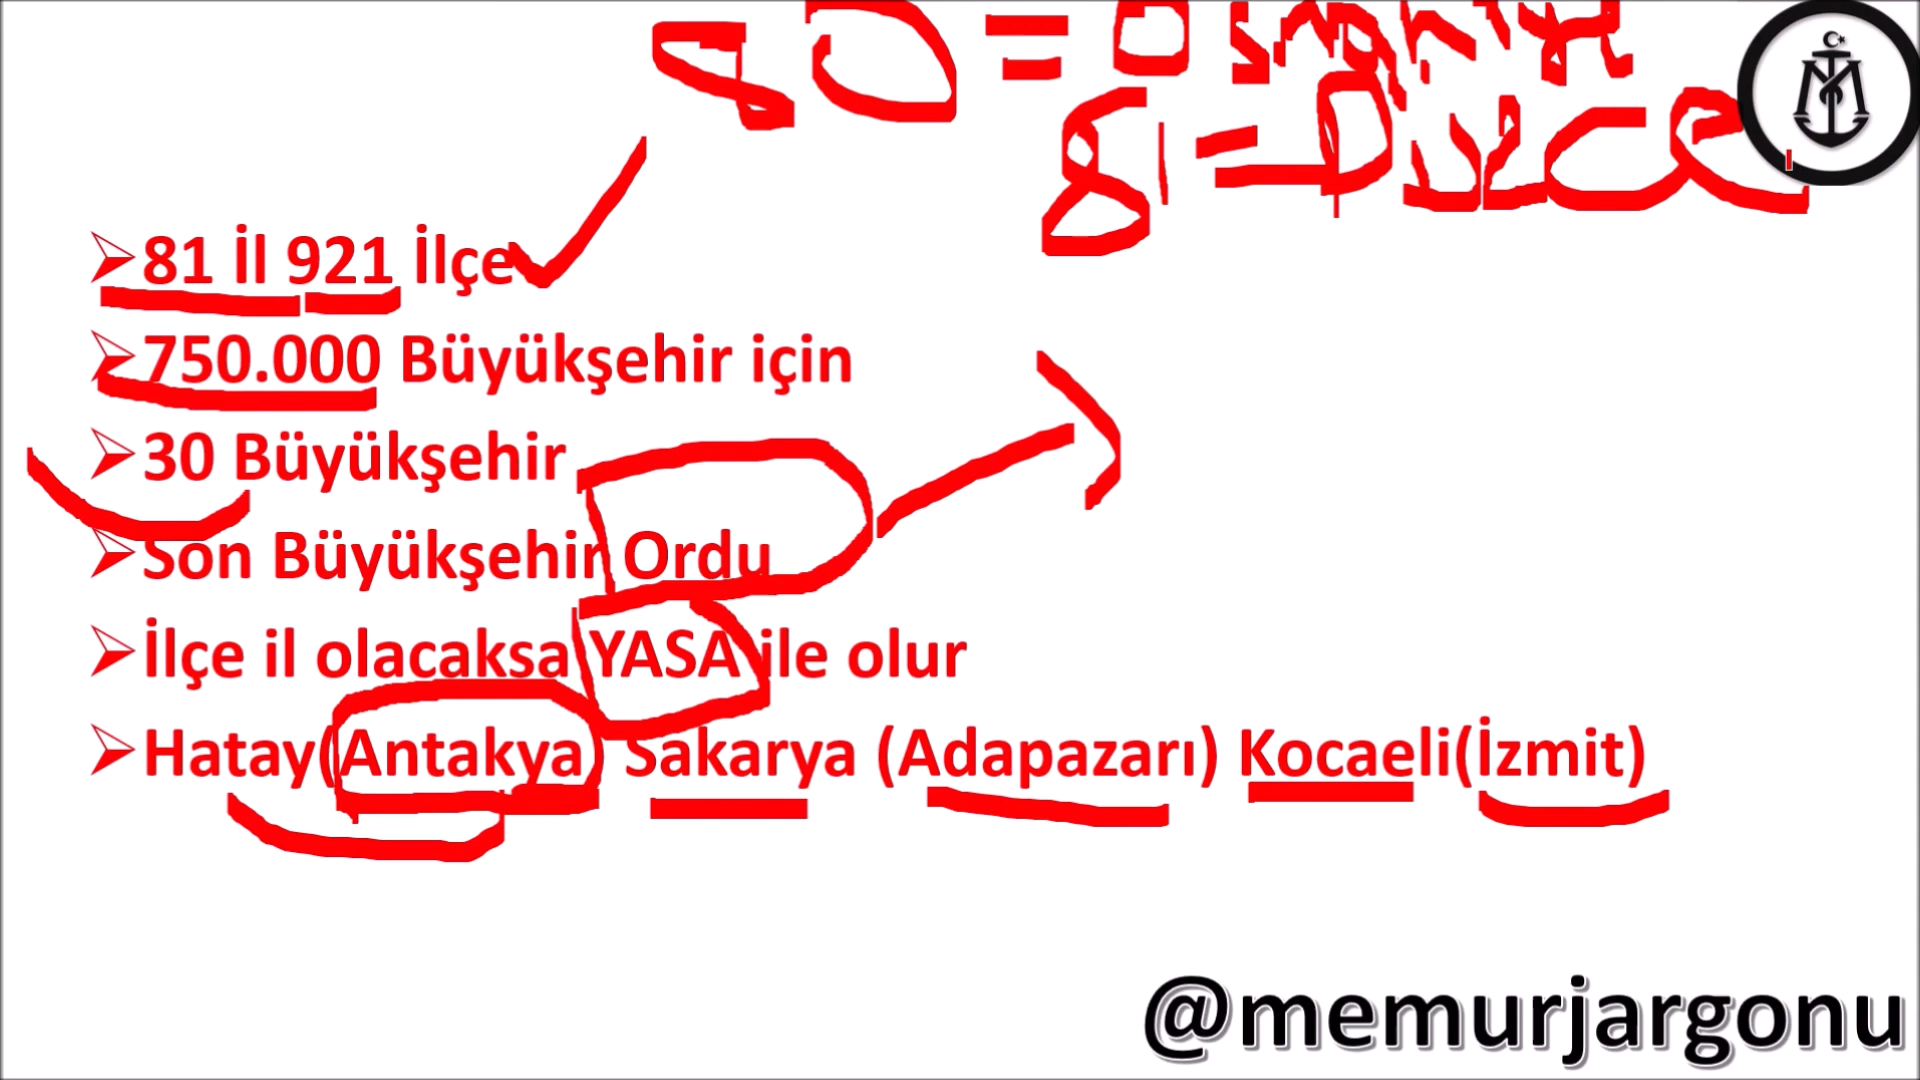 80 = Osmaniye
81 = Düzce
81 İl 921 İlçe
750.000 Büyükşehir için
30 Büyükşehir
Son Büyükşehir Ordu
İlçe il olacaksa YASA ile olur
Hatay(Antakya) Sakarya (Adapazarı) Kocaeli(İzmit)
@memurjargonu